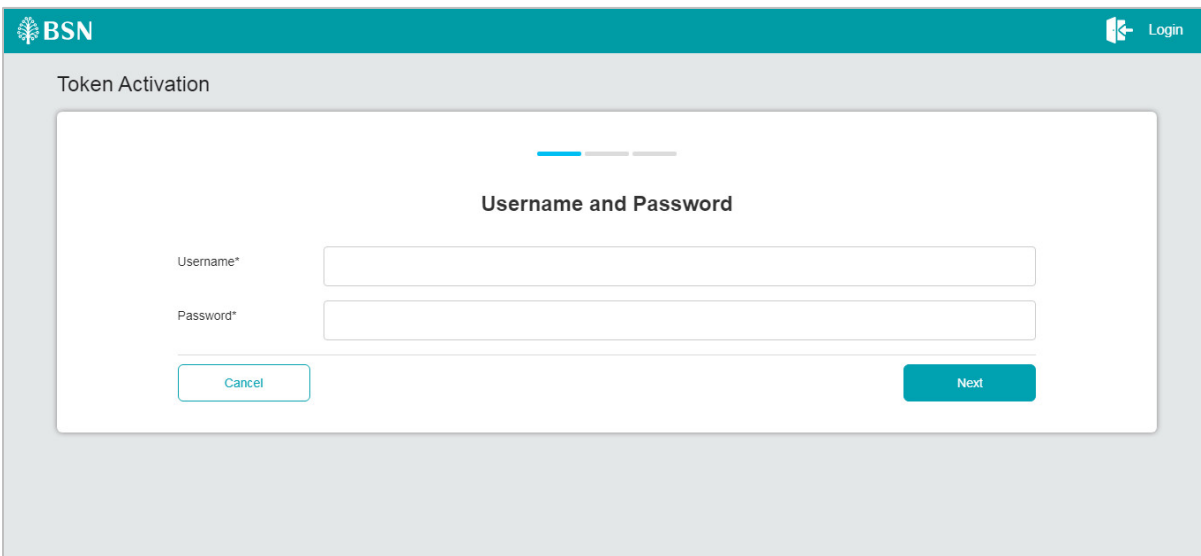 BSN
Login
Token Activation
Username and Password
Username*
Password*
Cancel
Next